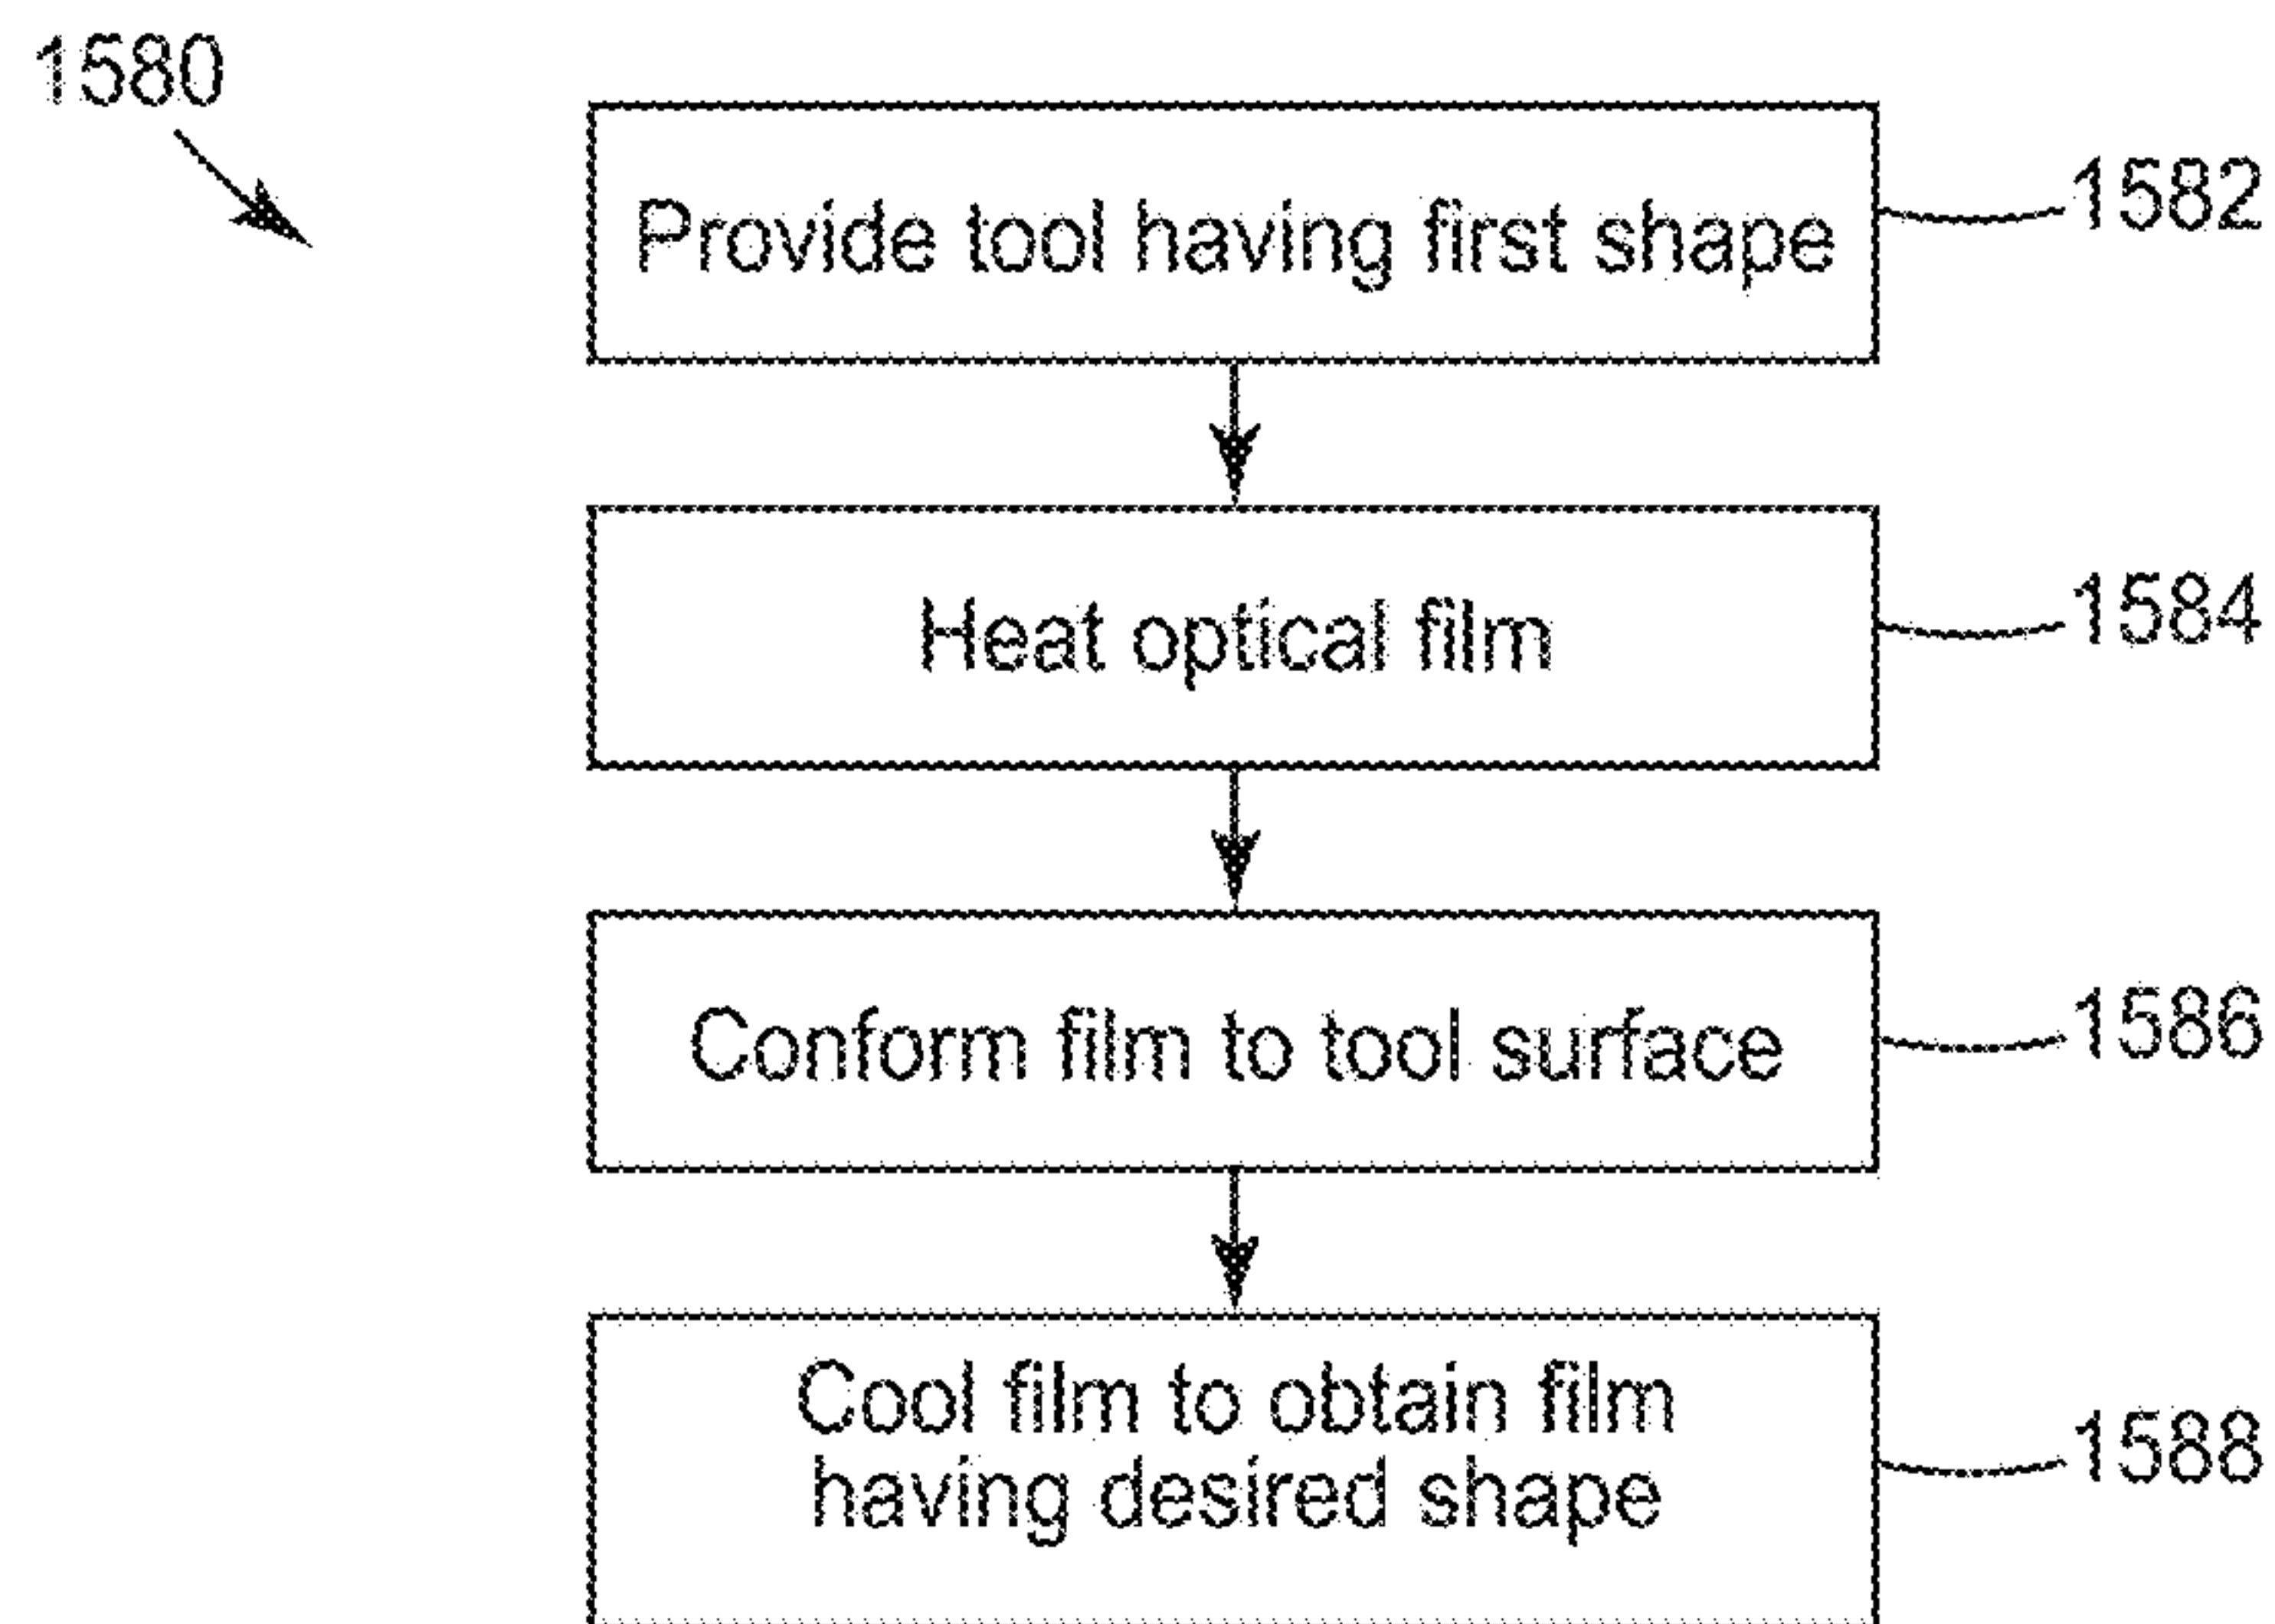 1580
Provide tool having first shape
1582
Heat optical film
1584
Conform film to tool surface
1586
Cool film to obtain film
having desired shape
1588